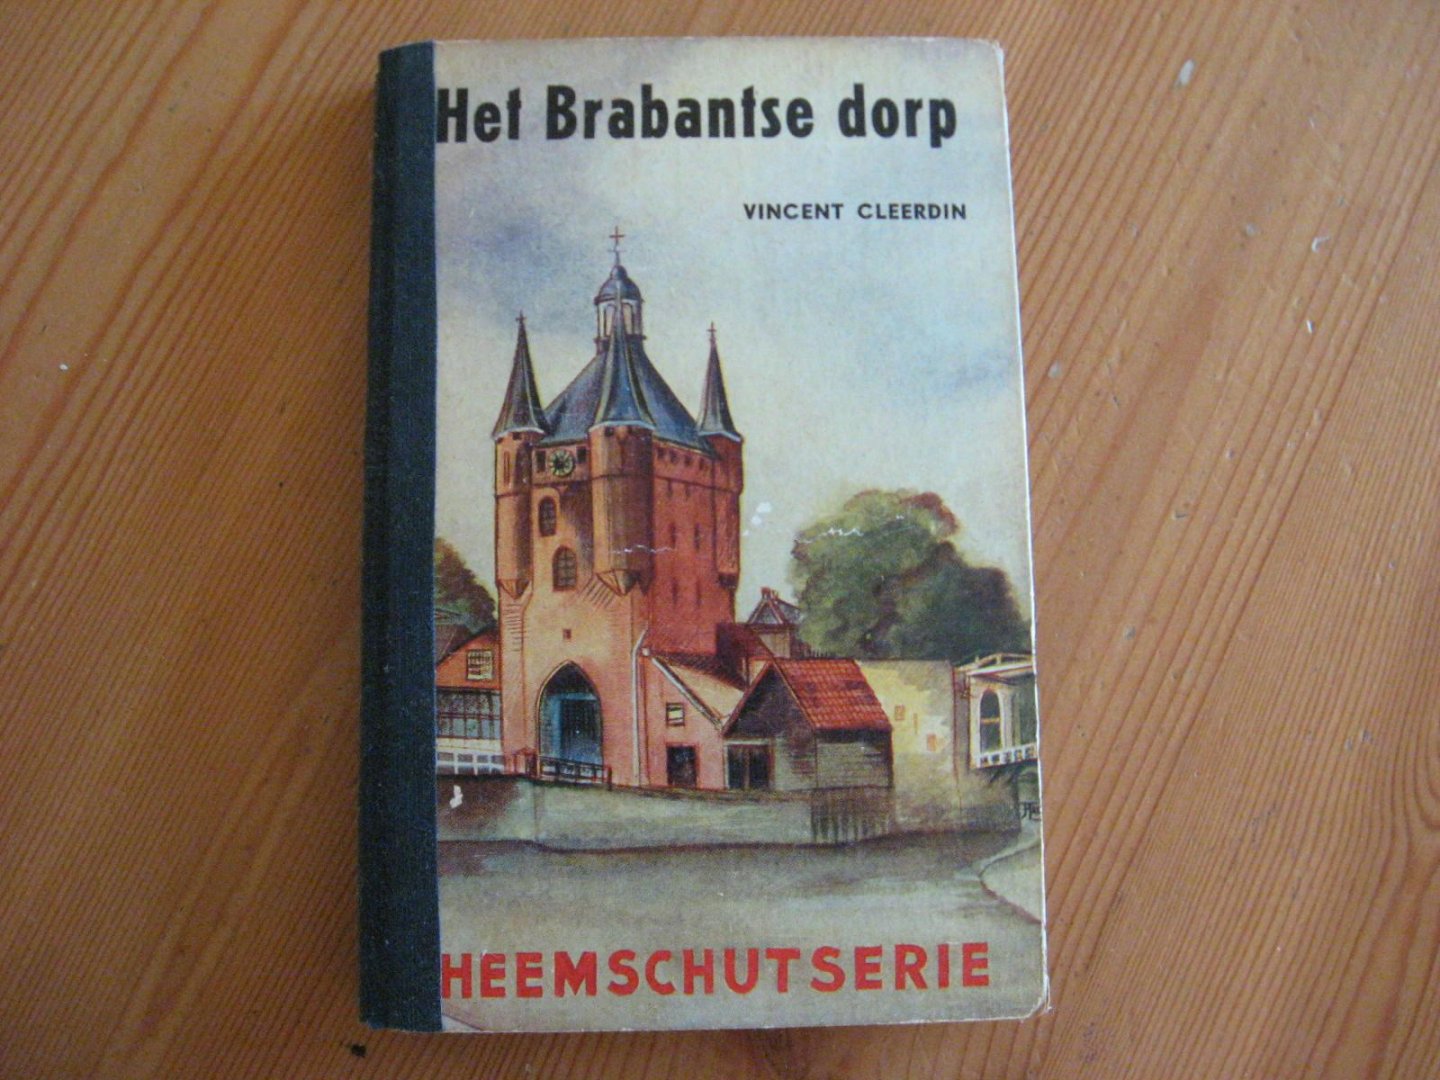 Het Brabantse dorp
VINCENT CLEERDIN
HEEMSCHUTSERIE